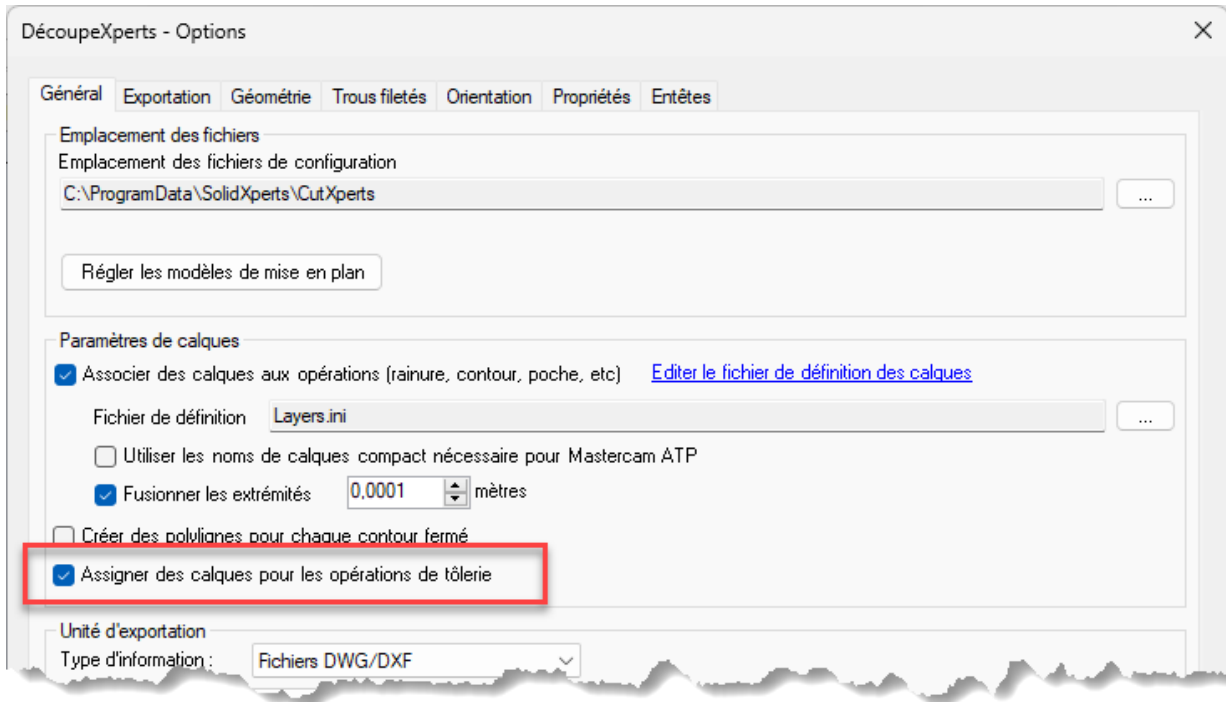 DécoupeXperts - Options
Général Exportation Géométrie Trous filetés Orientation Propriétés Entêtes
Emplacement des fichiers
Emplacement des fichiers de configuration
C:\ProgramData\SolidXperts\CutXperts
...
Régler les modèles de mise en plan
Paramètres de calques
Associer des calques aux opérations (rainure, contour, poche, etc) Editer le fichier de définition des calques
Fichier de définition Layers.ini ...
Utiliser les noms de calques compact nécessaire pour Mastercam ATP
Fusionner les extrémités 0,0001 mètres
Créer des polylignes pour chaque contour fermé
Assigner des calques pour les opérations de tôlerie
Unité d'exportation
Type d'information : Fichiers DWG/DXF